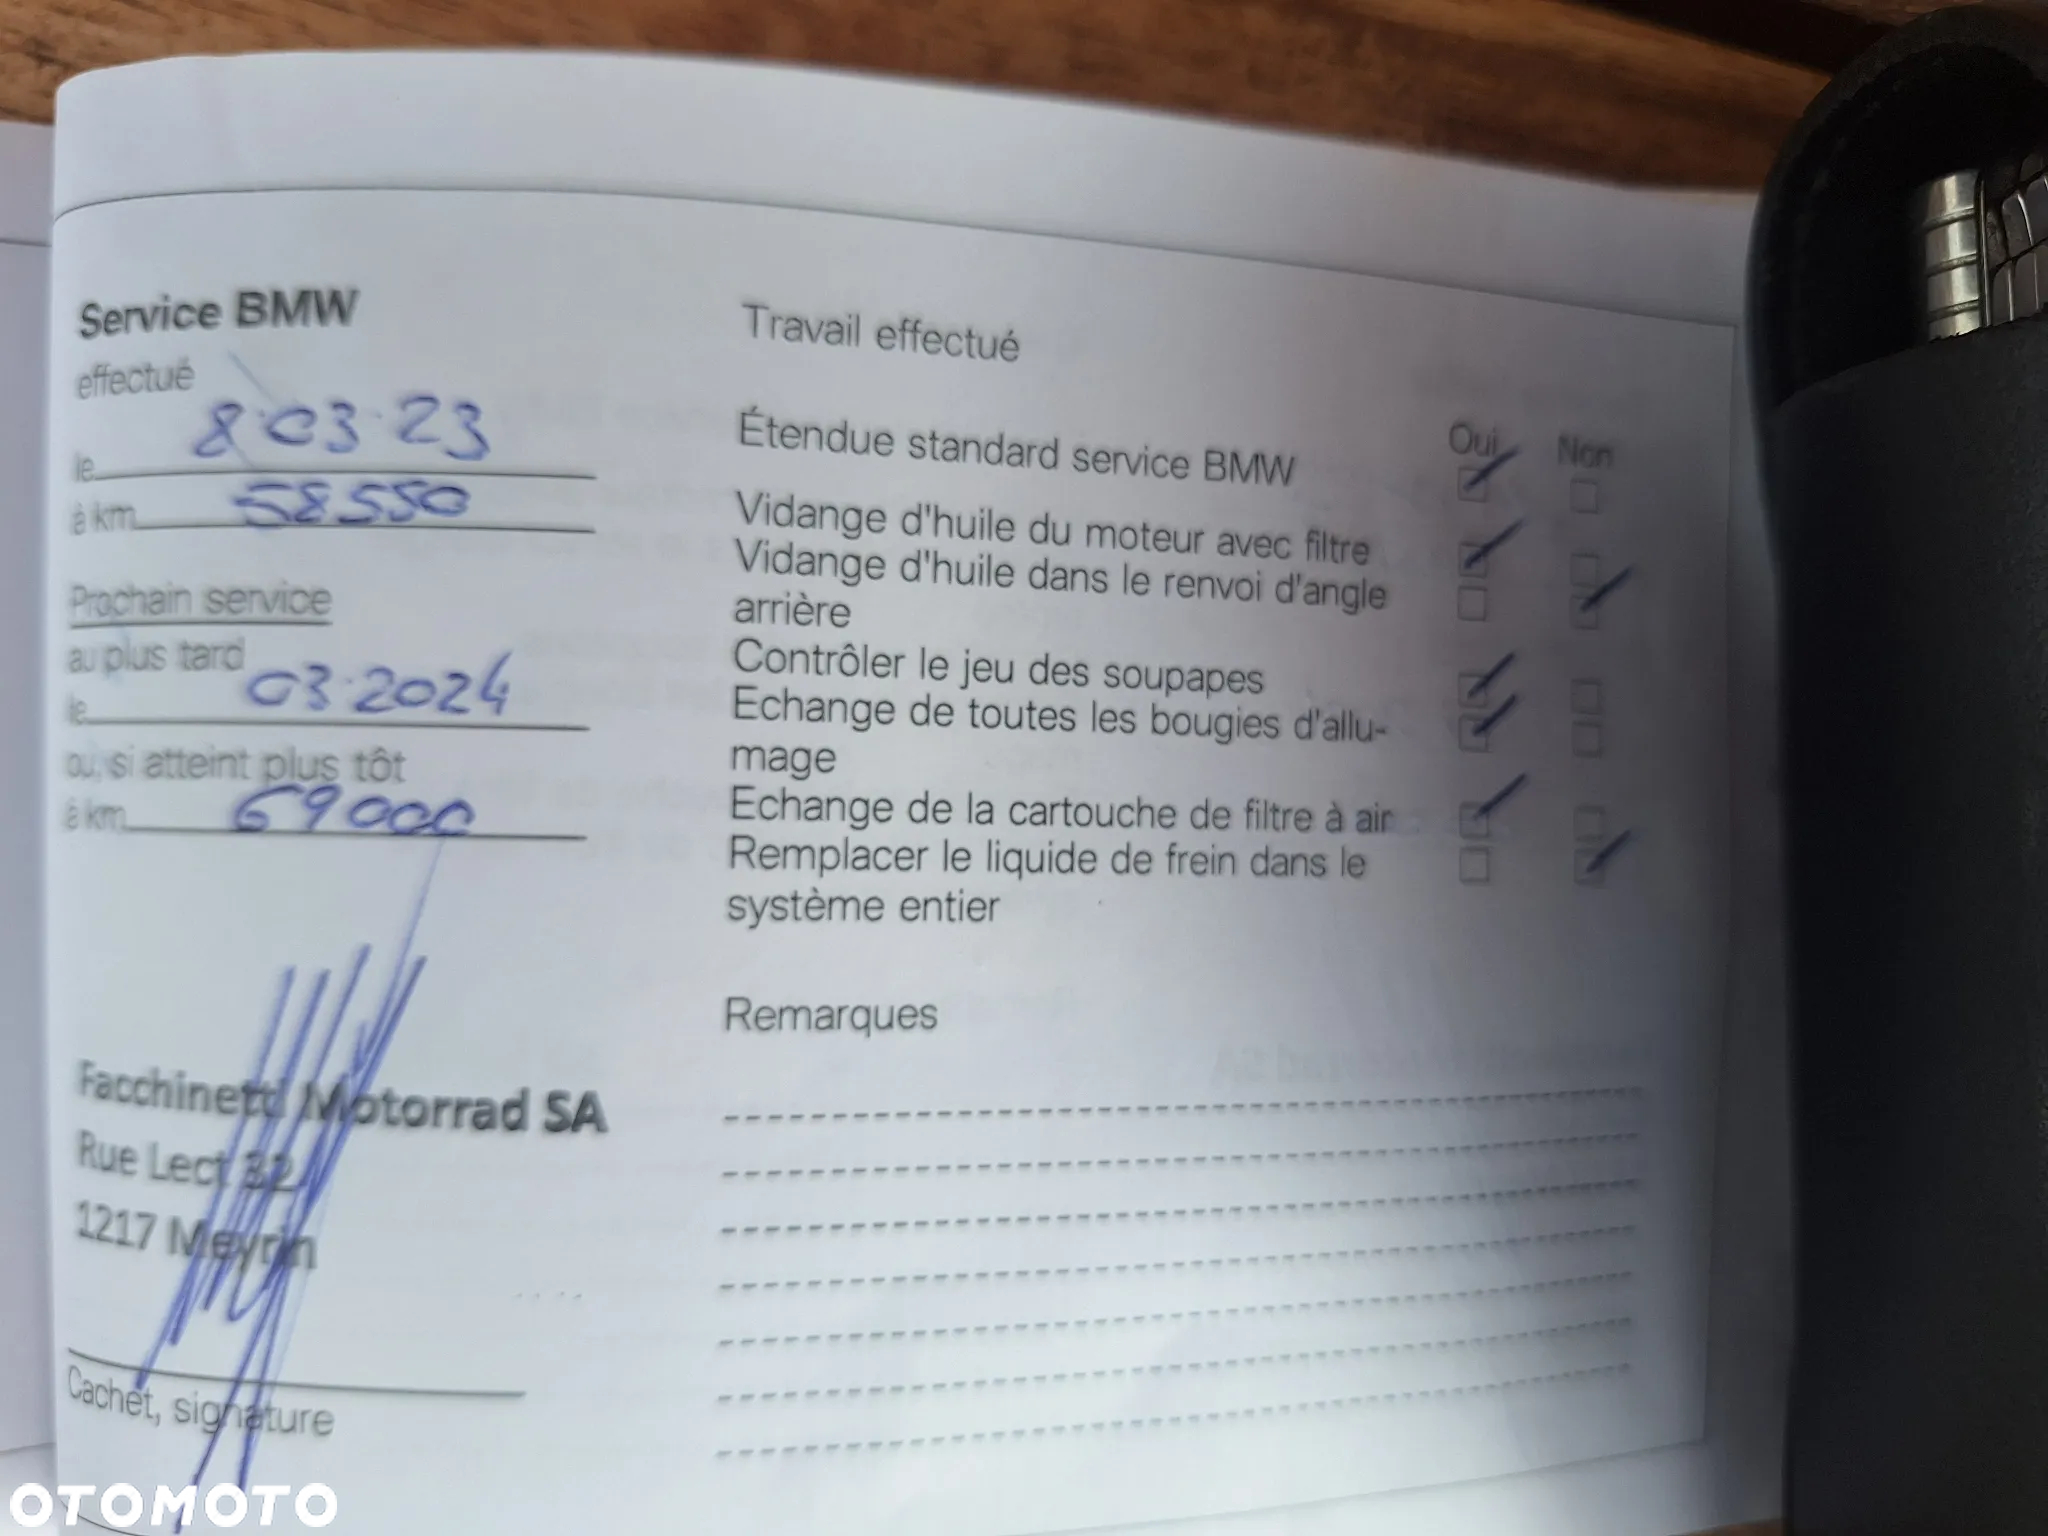 Service BMW
effectué
le 8.03.23
à km 58550
Prochain service
au plus tard
le 03.2024
ou, si atteint plus tôt
à km 69000
Facchinetti Motorrad SA
Rue Lect 32
1217 Meyrin
Cachet, signature
Travail effectué
Oui Non
Étendue standard service BMW
Vidange d'huile du moteur avec filtre
Vidange d'huile dans le renvoi d'angle
arrière
Contrôler le jeu des soupapes
Echange de toutes les bougies d'allu-
mage
Echange de la cartouche de filtre à air
Remplacer le liquide de frein dans le
système entier
Remarques
OTOMOTO